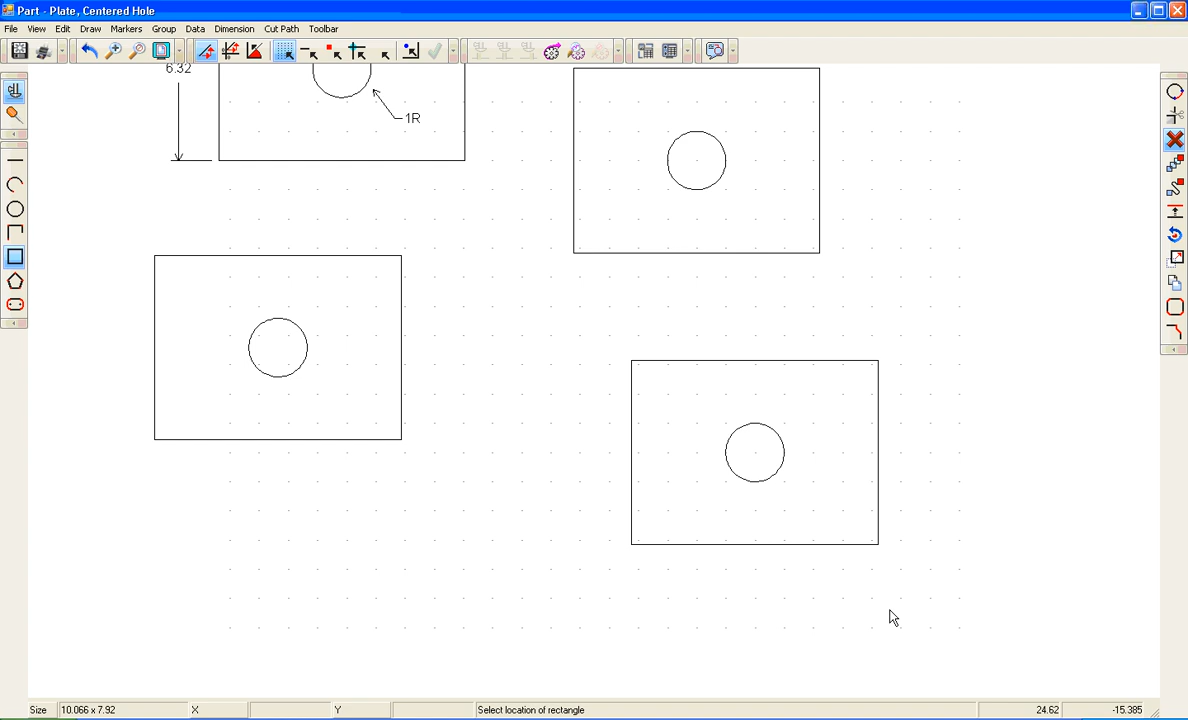 Part - Plate, Centered Hole
File View Edit Draw Markers Group Data Dimension Cut Path Toolbar
6.32
1R
Size 10.066 x 7.92 X Y Select location of rectangle 24.62 -15.385